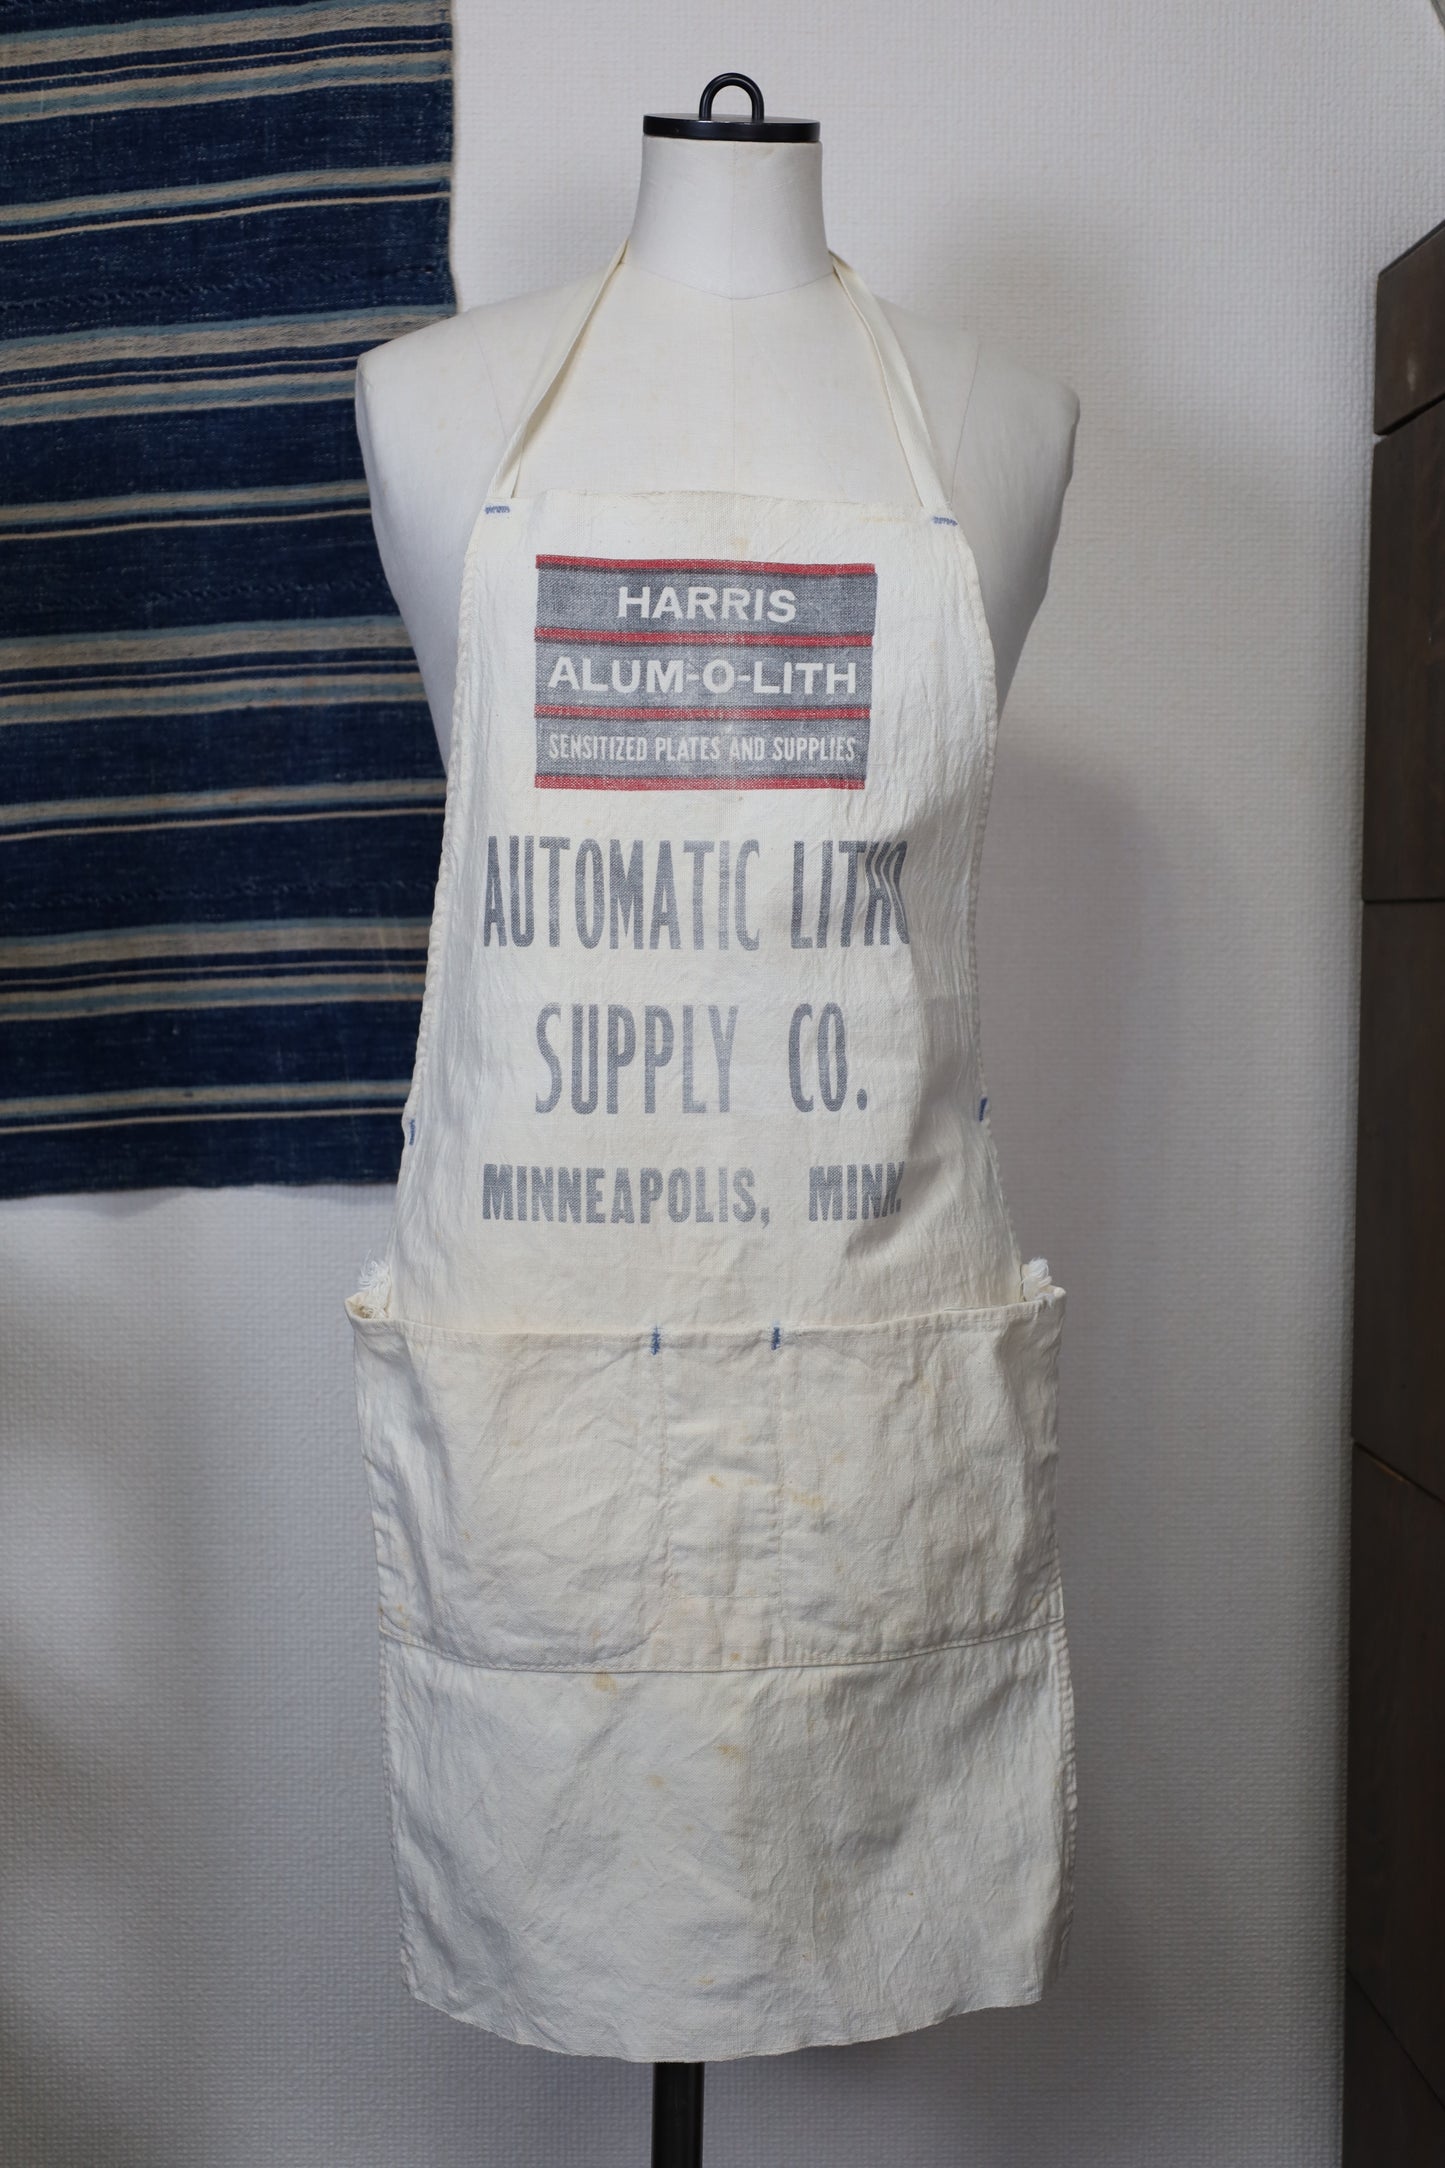 HARRIS
ALUM-O-LITH
SENSITIZED PLATES AND SUPPLIES
AUTOMATIC LITHO
SUPPLY CO.
MINNEAPOLIS, MINN.